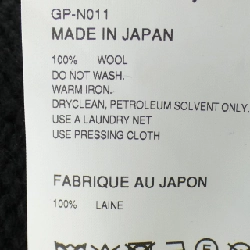 GP-N011
MADE IN JAPAN
100% WOOL
DO NOT WASH.
WARM IRON.
DRYCLEAN, PETROLEUM SOLVENT ONLY.
USE A LAUNDRY NET
USE PRESSING CLOTH
FABRIQUE AU JAPON
100% LAINE